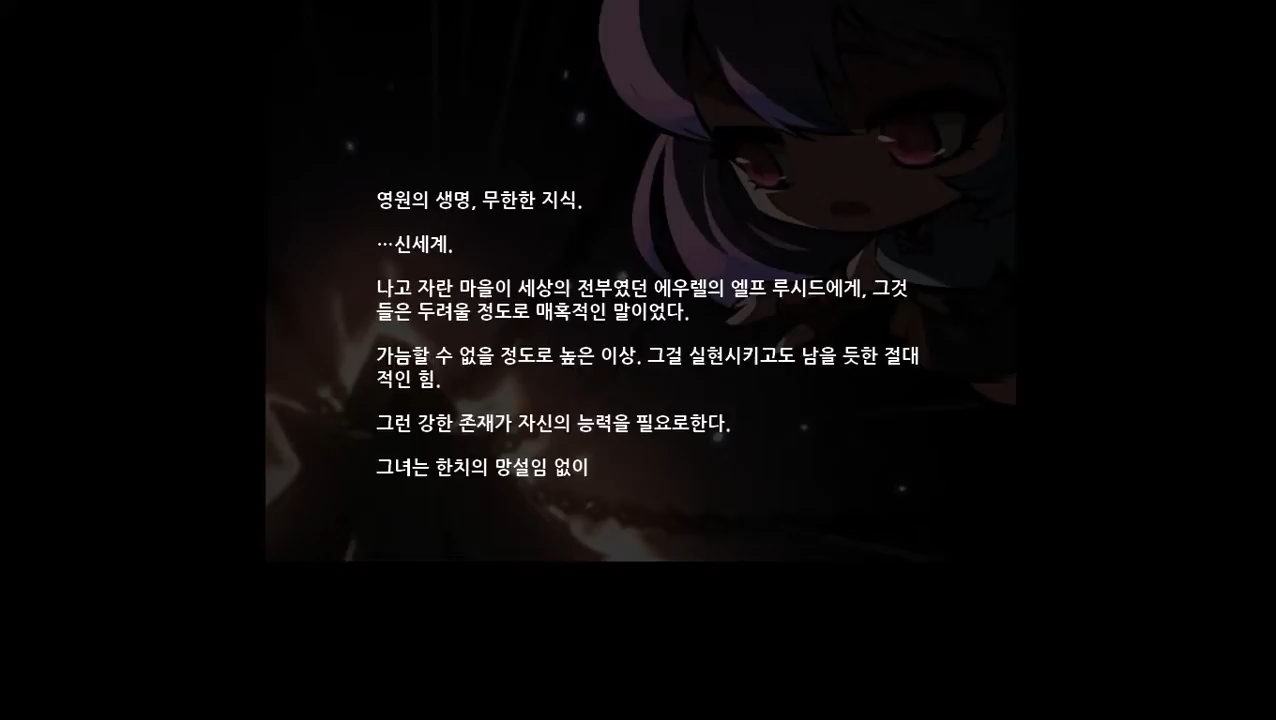 영원의 생명, 무한한 지식.
…신세계.
나고 자란 마을이 세상의 전부였던 에우렐의 엘프 루시드에게, 그것
들은 두려울 정도로 매혹적인 말이었다.
가늠할 수 없을 정도로 높은 이상. 그걸 실현시키고도 남을 듯한 절대
적인 힘.
그런 강한 존재가 자신의 능력을 필요로한다.
그녀는 한치의 망설임 없이